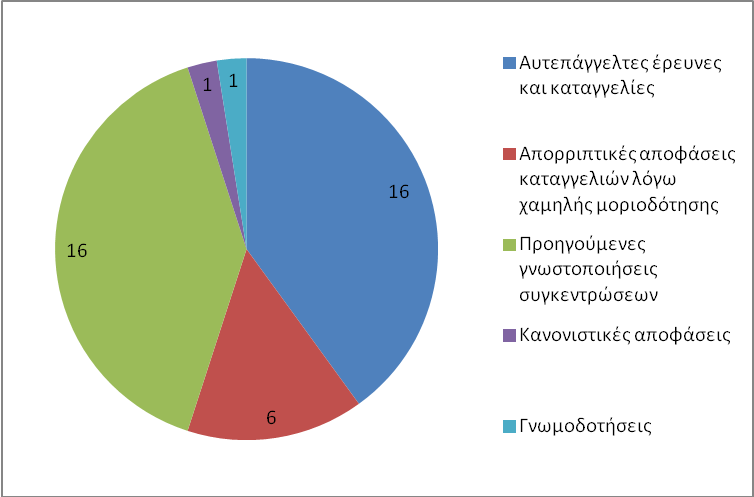 1
1
16
16
6
Αυτεπάγγελτες έρευνες
και καταγγελίες
Απορριπτικές αποφάσεις
καταγγελιών λόγω
χαμηλής μοριοδότησης
Προηγούμενες
γνωστοποιήσεις
συγκεντρώσεων
Κανονιστικές αποφάσεις
Γνωμοδοτήσεις